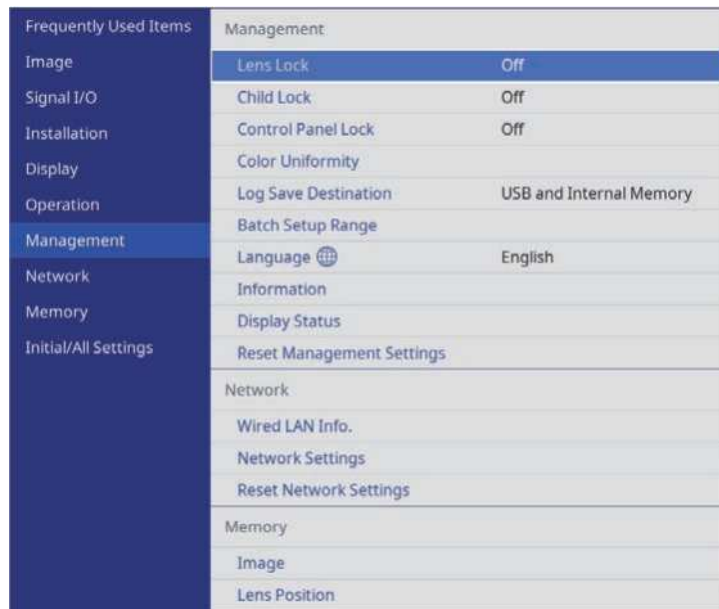 Frequently Used Items
Image
Signal I/O
Installation
Display
Operation
Management
Network
Memory
Initial/All Settings
Management
Lens Lock Off
Child Lock Off
Control Panel Lock Off
Color Uniformity
Log Save Destination USB and Internal Memory
Batch Setup Range
Language English
Information
Display Status
Reset Management Settings
Network
Wired LAN Info.
Network Settings
Reset Network Settings
Memory
Image
Lens Position